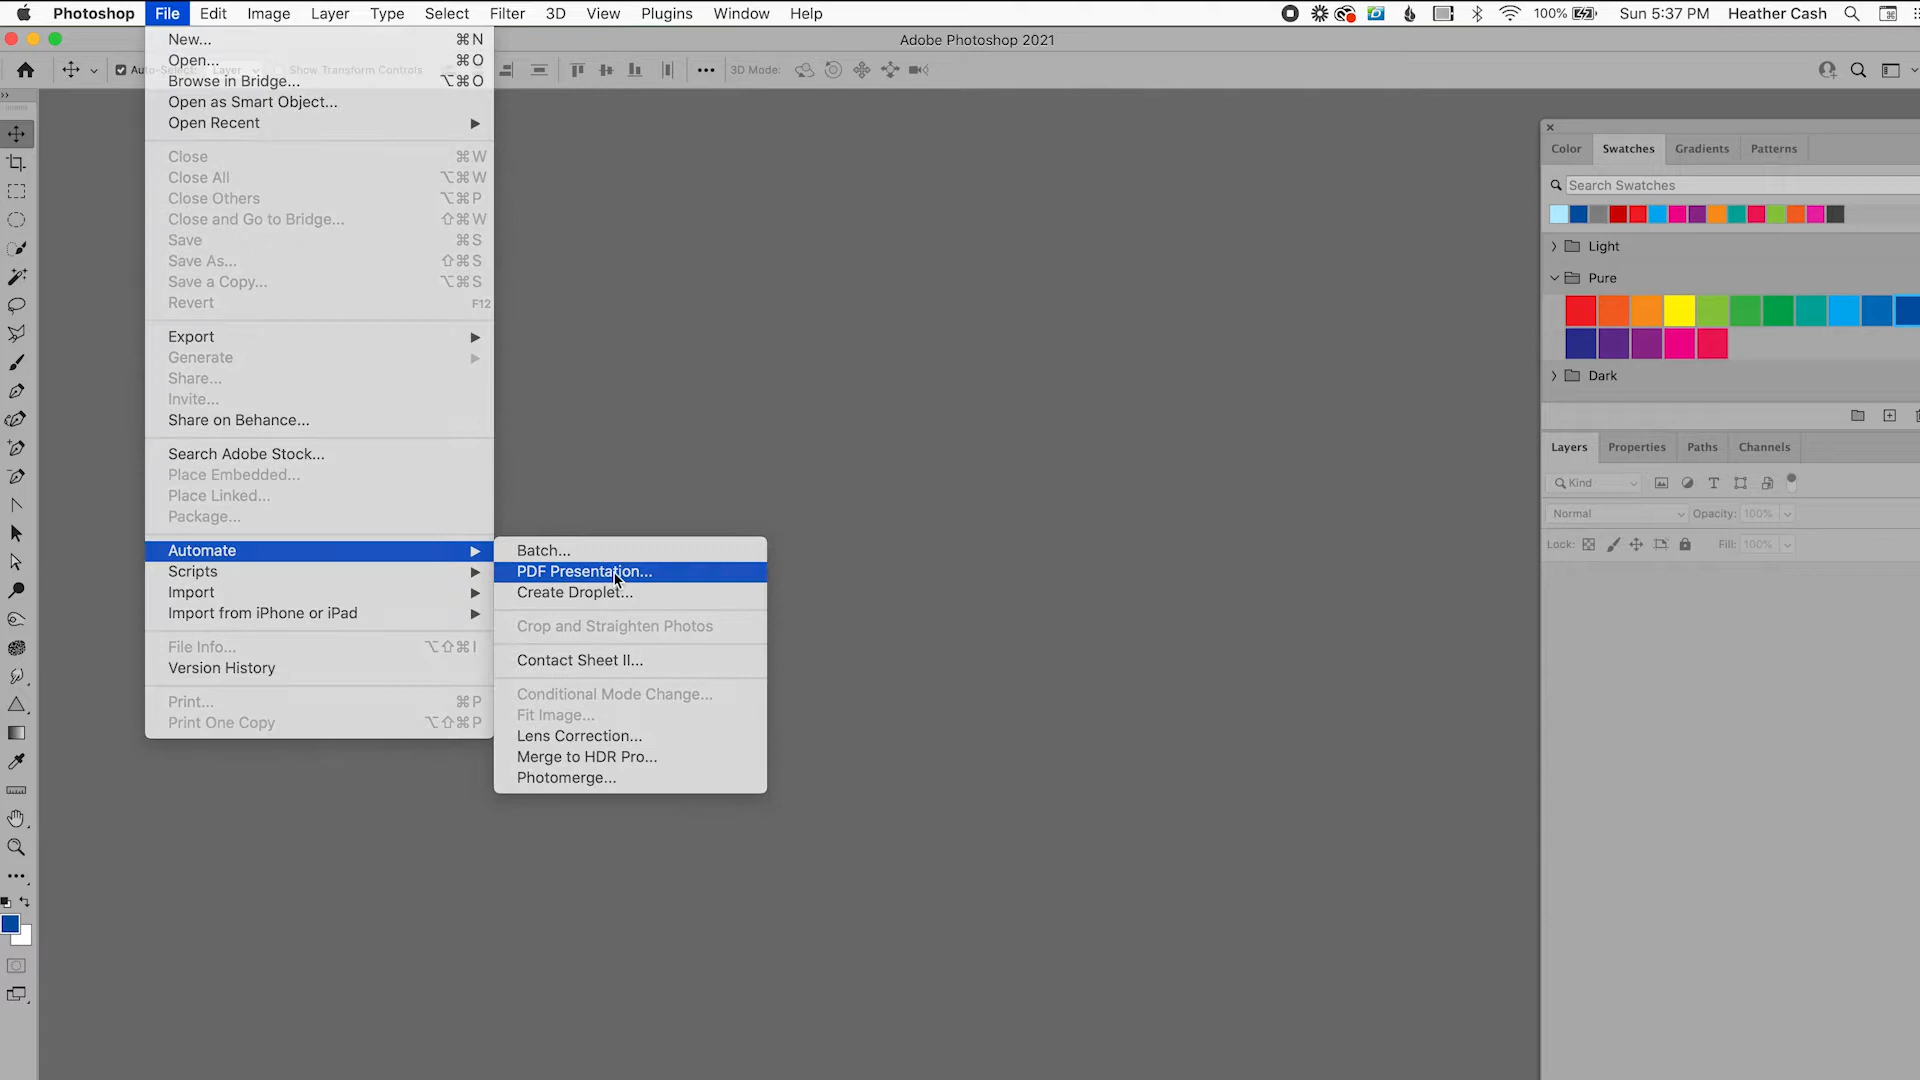 Photoshop File Edit Image Layer Type Select Filter 3D View Plugins Window Help 100% Sun 5:37 PM Heather Cash
Adobe Photoshop 2021
Auto-Select: Layer Show Transform Controls 3D Mode:
New... ⌘N
Open... ⌘O
Browse in Bridge... ⌥⌘O
Open as Smart Object...
Open Recent
Close ⌘W
Close All ⌥⌘W
Close Others ⌥⌘P
Close and Go to Bridge... ⇧⌘W
Save ⌘S
Save As... ⇧⌘S
Save a Copy... ⌥⌘S
Revert F12
Export
Generate
Share...
Invite...
Share on Behance...
Search Adobe Stock...
Place Embedded...
Place Linked...
Package...
Automate
Scripts
Import
Import from iPhone or iPad
File Info... ⌥⇧⌘I
Version History
Print... ⌘P
Print One Copy ⌥⇧⌘P
Batch...
PDF Presentation...
Create Droplet...
Crop and Straighten Photos
Contact Sheet II...
Conditional Mode Change...
Fit Image...
Lens Correction...
Merge to HDR Pro...
Photomerge...
Color Swatches Gradients Patterns
Search Swatches
Light
Pure
Dark
Layers Properties Paths Channels
Kind
Normal Opacity: 100%
Lock: Fill: 100%